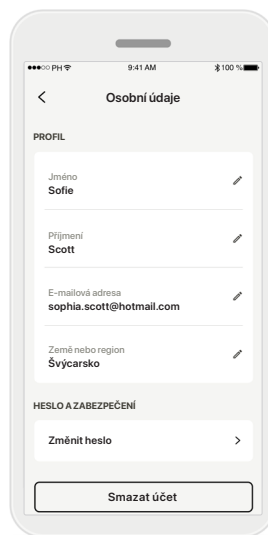 PH 9:41 AM 100 %
Osobní údaje
PROFIL
Jméno
Sofie
Příjmení
Scott
E-mailová adresa
sophia.scott@hotmail.com
Země nebo region
Švýcarsko
HESLO A ZABEZPEČENÍ
Změnit heslo
Smazat účet